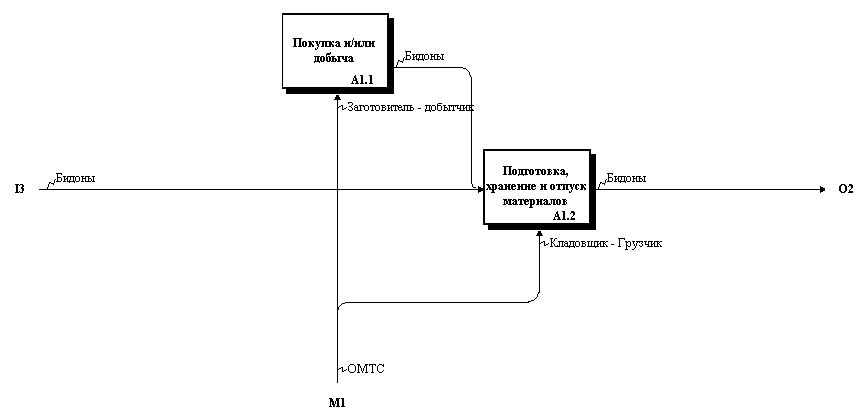 Покупка и/или
добыча
A1.1
Бидоны
Заготовитель - добытчик
I3
Бидоны
Подготовка,
хранение и отпуск
материалов
A1.2
Бидоны
O2
Кладовщик - Грузчик
ОМТС
M1